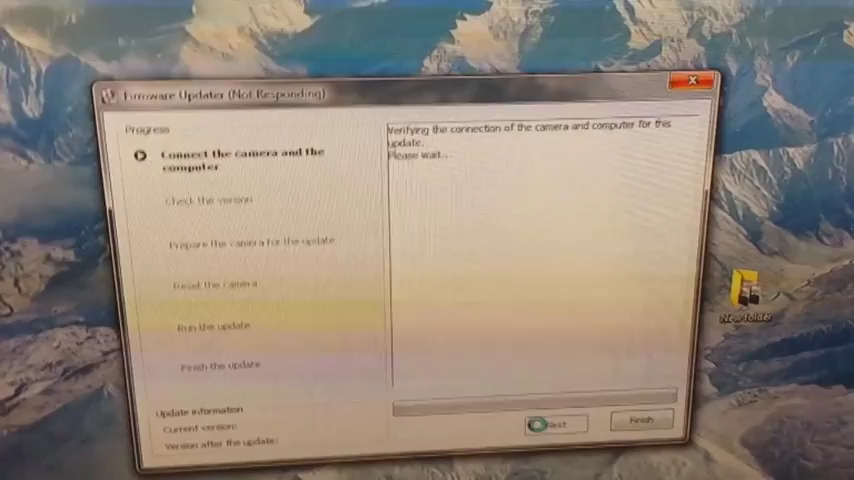 Firmware Updater (Not Responding)
Progress
Connect the camera and the
computer
Check the version
Prepare the camera for the update
Reset the camera
Run the update
Finish the update
Verifying the connection of the camera and computer for this
update.
Please wait...
Update information
Current version:
Version after the update:
Next
Finish
New folder